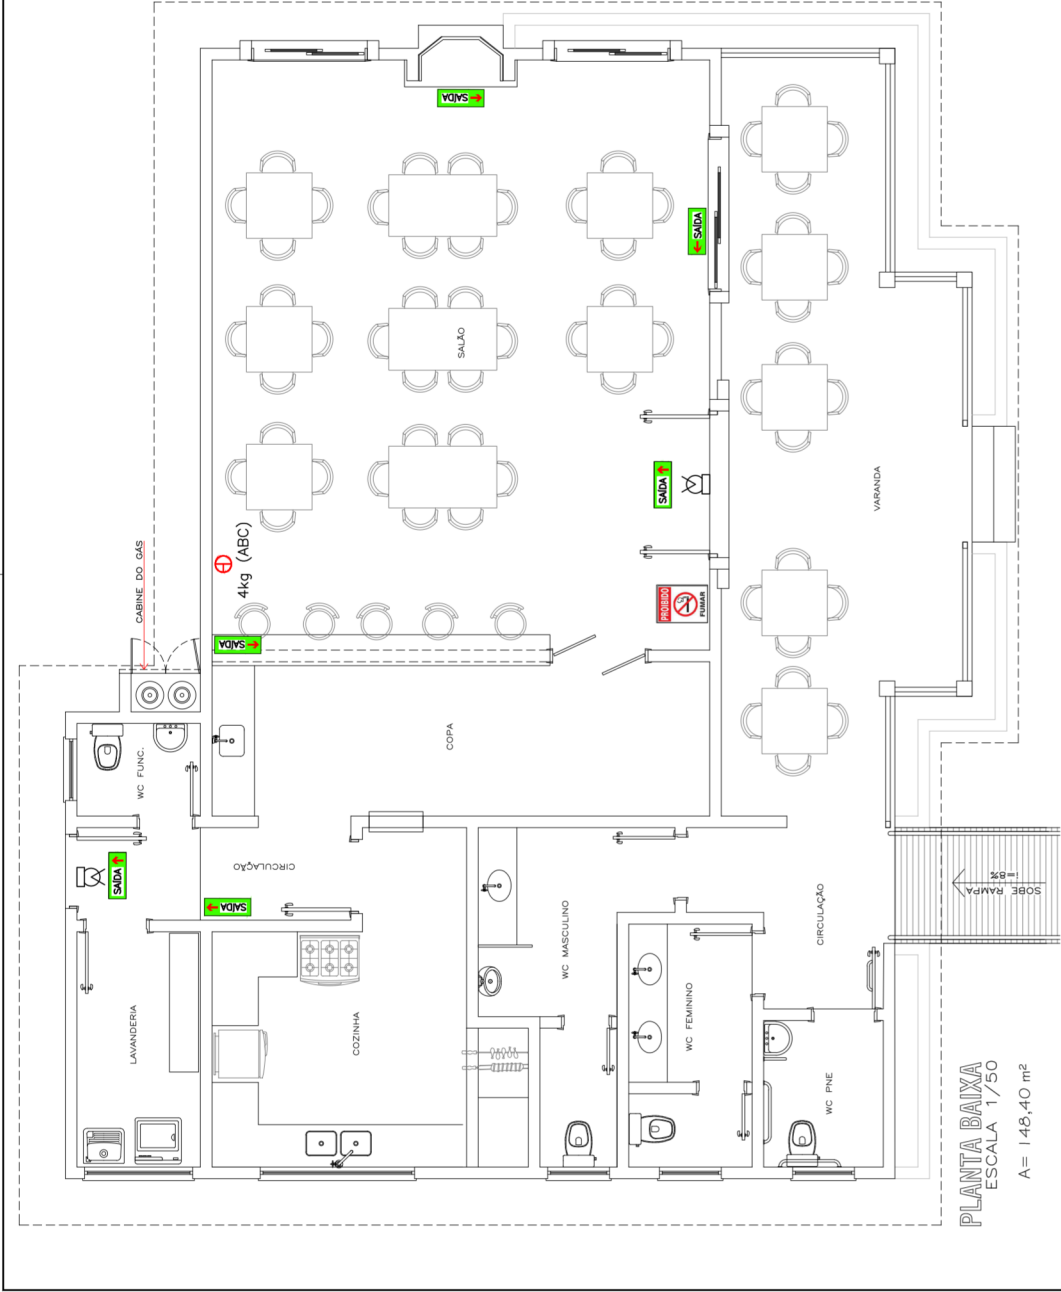 SAÍDA
SAÍDA
SALÃO
SAÍDA
VARANDA
4kg (ABC)
CABINE DO GÁS
PROIBIDO
FUMAR
SAÍDA
COPA
WC FUNC.
SAÍDA
CIRCULAÇÃO
SAÍDA
CIRCULAÇÃO
SOBE RAMPA
i=8%
WC MASCULINO
LAVANDERIA
COZINHA
WC FEMININO
WC PNE
PLANTA BAIXA
ESCALA 1/50
A= 148,40 m²